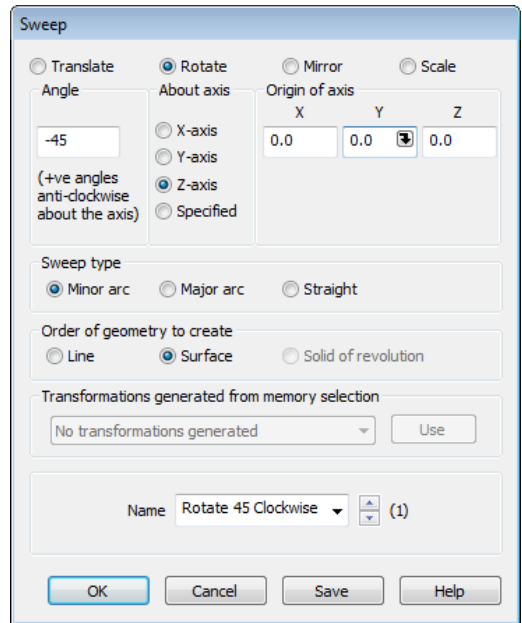 Sweep
Translate Rotate Mirror Scale
Angle About axis Origin of axis
X Y Z
-45 X-axis 0.0 0.0 0.0
Y-axis
(+ve angles Z-axis
anti-clockwise
about the axis) Specified
Sweep type
Minor arc Major arc Straight
Order of geometry to create
Line Surface Solid of revolution
Transformations generated from memory selection
No transformations generated Use
Name Rotate 45 Clockwise (1)
OK Cancel Save Help